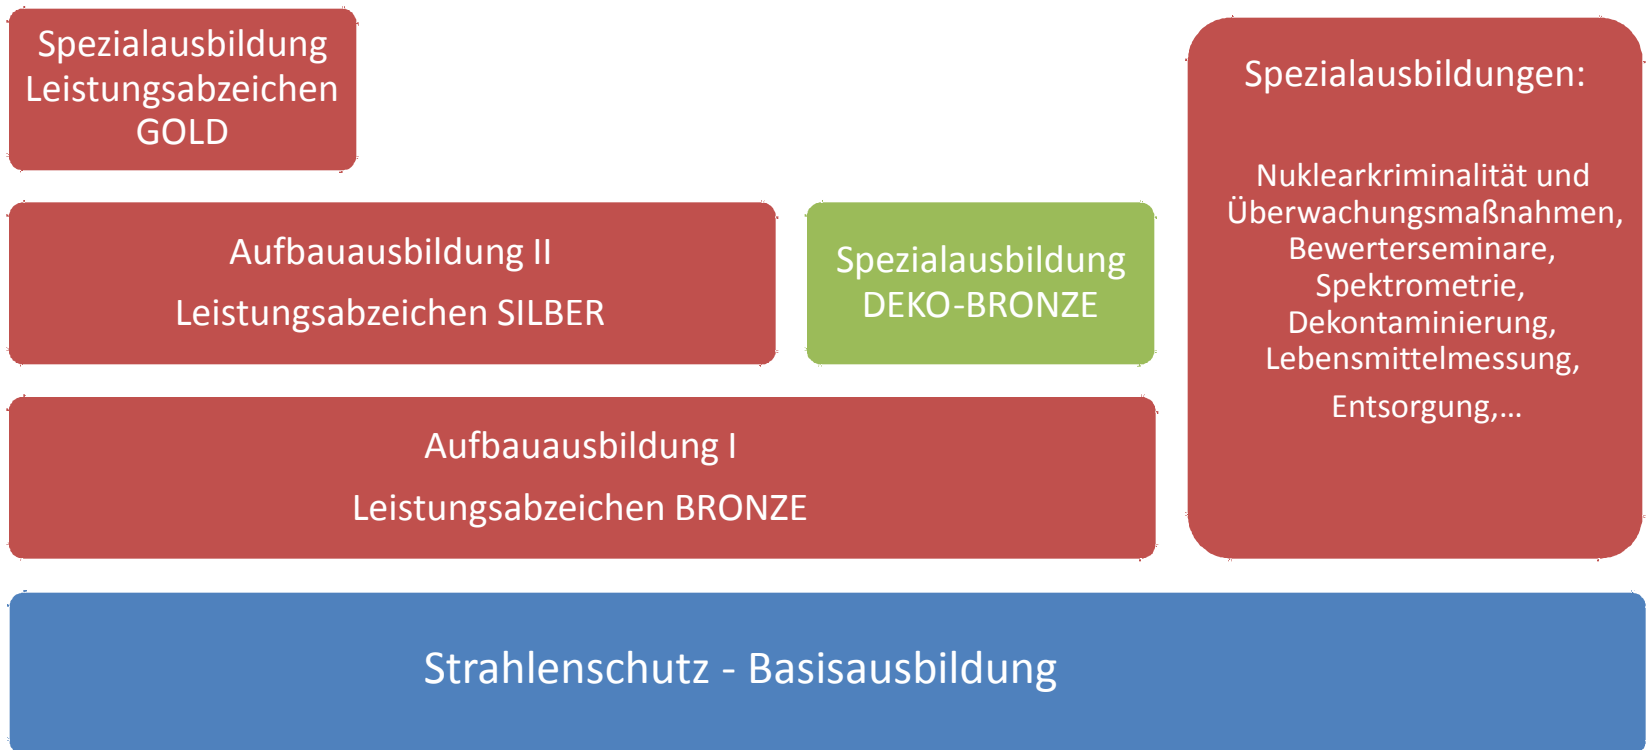 Spezialausbildung
Leistungsabzeichen
GOLD
Aufbauausbildung II
Leistungsabzeichen SILBER
Spezialausbildung
DEKO-BRONZE
Aufbauausbildung I
Leistungsabzeichen BRONZE
Spezialausbildungen:
Nuklearkriminalität und
Überwachungsmaßnahmen,
Bewerterseminare,
Spektrometrie,
Dekontaminierung,
Lebensmittelmessung,
Entsorgung,...
Strahlenschutz - Basisausbildung